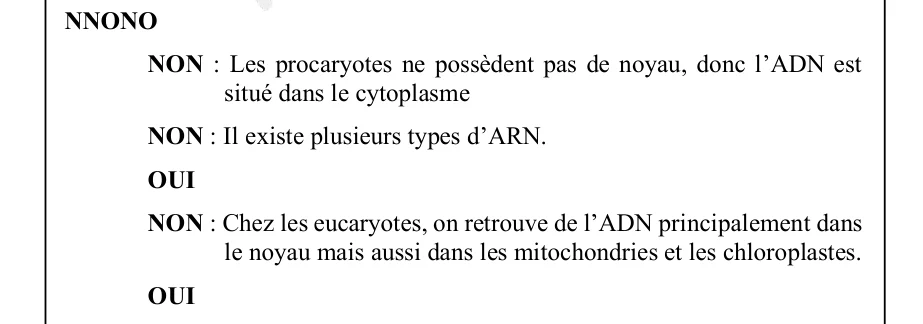 NNONO
NON : Les procaryotes ne possèdent pas de noyau, donc l’ADN est
situé dans le cytoplasme
NON : Il existe plusieurs types d’ARN.
OUI
NON : Chez les eucaryotes, on retrouve de l’ADN principalement dans
le noyau mais aussi dans les mitochondries et les chloroplastes.
OUI